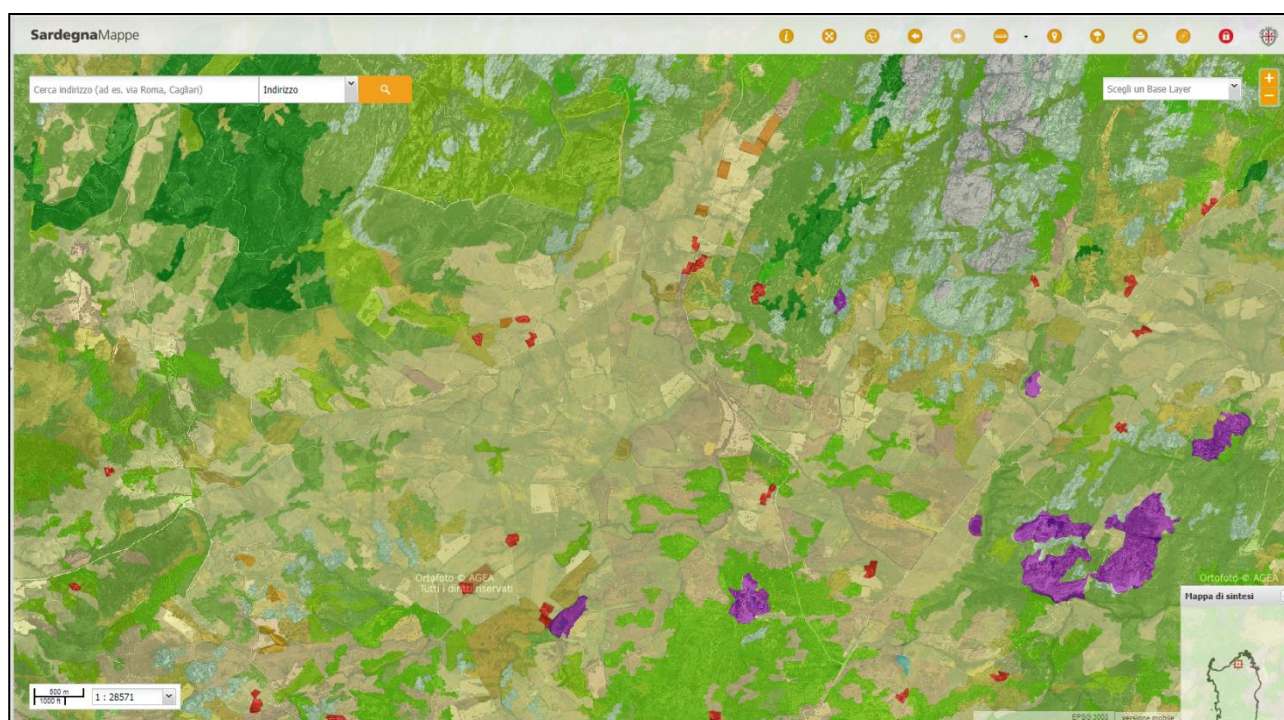 SardegnaMappe
Cerca indirizzo (ad es. via Roma, Cagliari)
Indirizzo
Scegli un Base Layer
+
−
Ortofoto © AGEA
Tutti i diritti riservati
Ortofoto © AGEA
Mappa di sintesi
500 m
1000 ft
1 : 28571
EPSG:3003
versione mobile